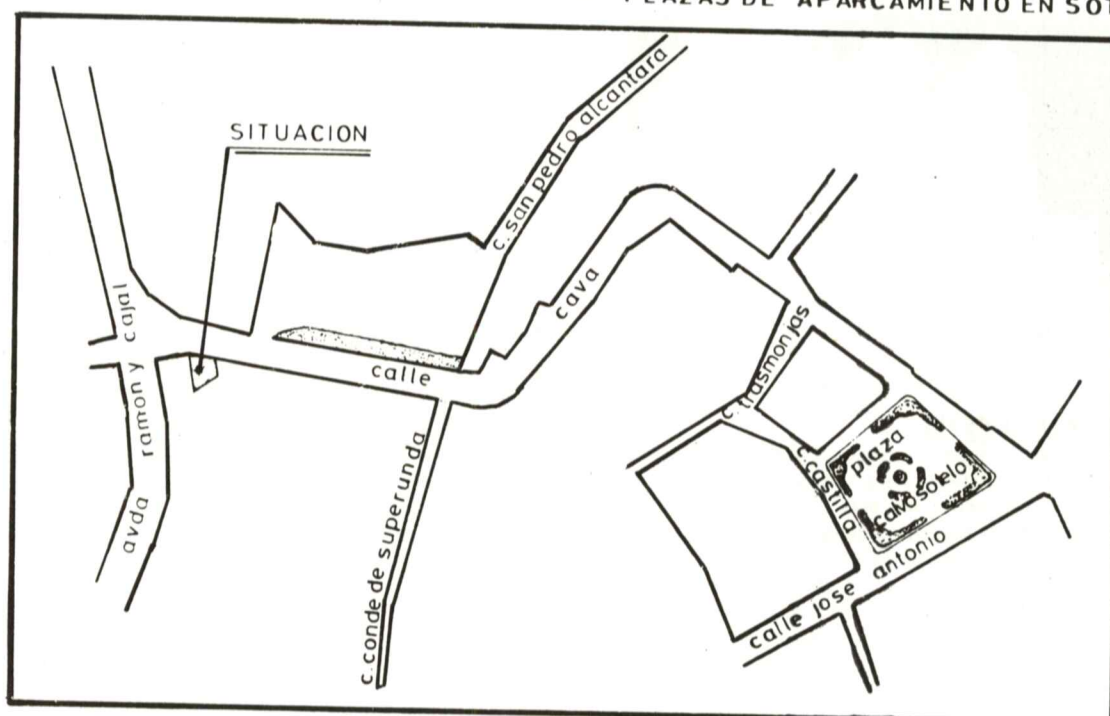 PLAZAS DE APARCAMIENTO EN
SITUACION
c. san pedro alcantara
avda ramon y cajal
calle cava
c. trasmonjas
c. conde de superunda
c. castilla
plaza
calvo sotelo
calle jose antonio